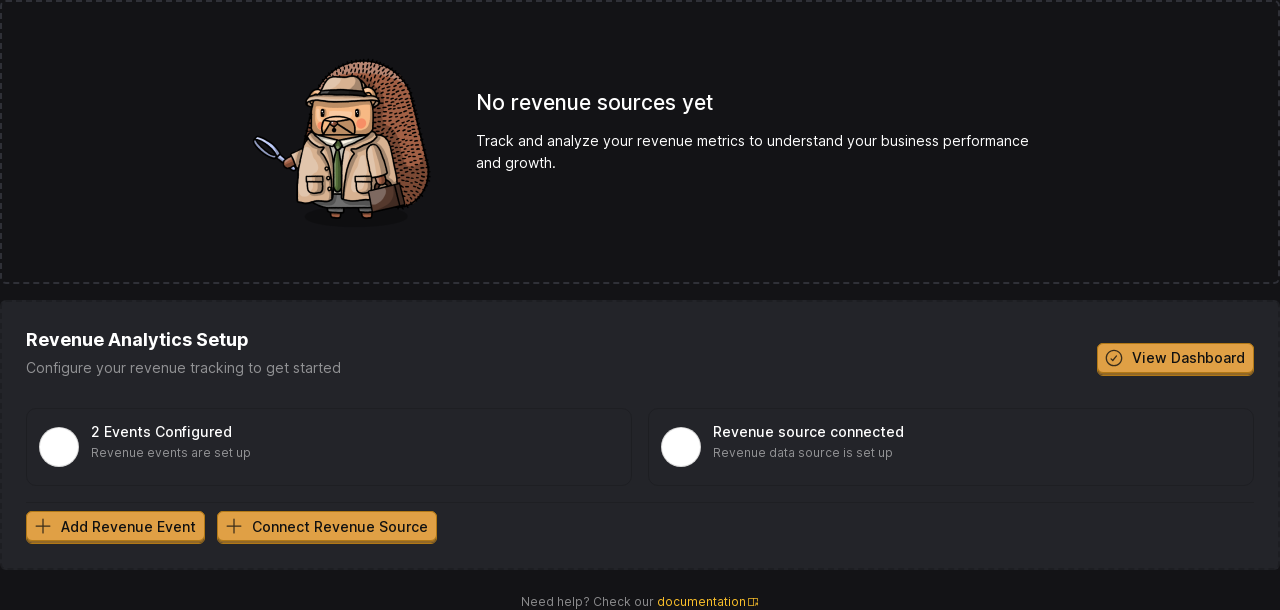 No revenue sources yet
Track and analyze your revenue metrics to understand your business performance
and growth.
Revenue Analytics Setup
Configure your revenue tracking to get started
View Dashboard
2 Events Configured
Revenue events are set up
Revenue source connected
Revenue data source is set up
Add Revenue Event
Connect Revenue Source
Need help? Check our documentation